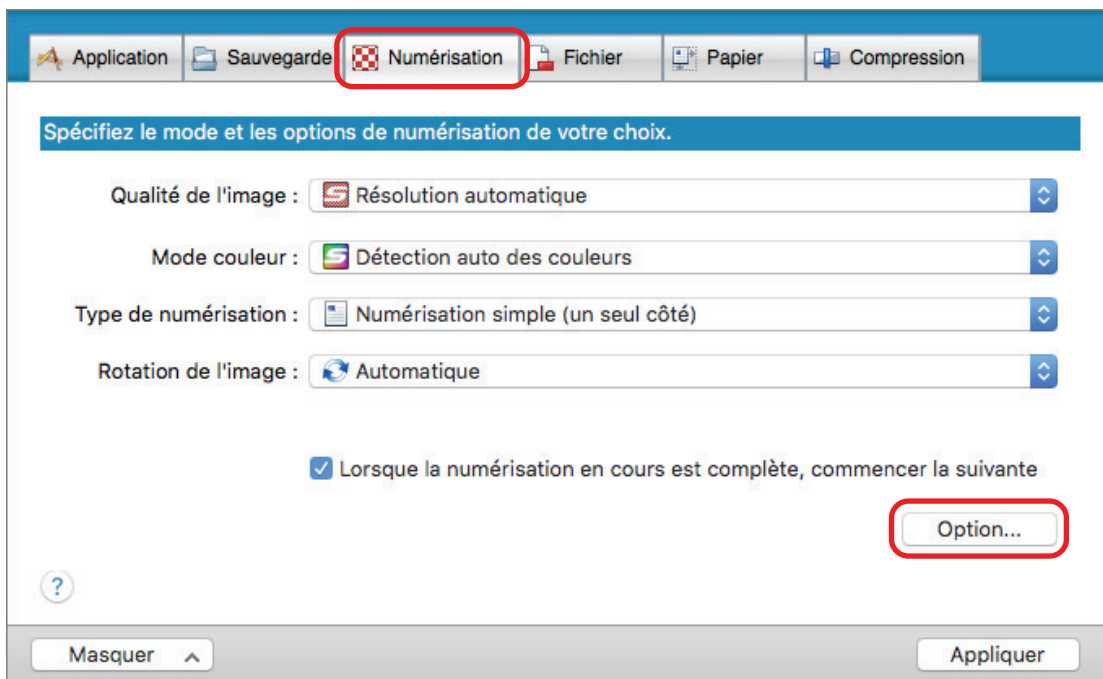 Application Sauvegarde Numérisation Fichier Papier Compression
Spécifiez le mode et les options de numérisation de votre choix.
Qualité de l'image : Résolution automatique
Mode couleur : Détection auto des couleurs
Type de numérisation : Numérisation simple (un seul côté)
Rotation de l'image : Automatique
Lorsque la numérisation en cours est complète, commencer la suivante
Option...
?
Masquer Appliquer